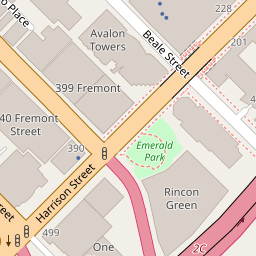 o Place
Avalon
Towers
228
201
Beale Street
399 Fremont
40 Fremont
Street
390
Emerald
Park
Harrison Street
Rincon
Green
reet
499
One
2C